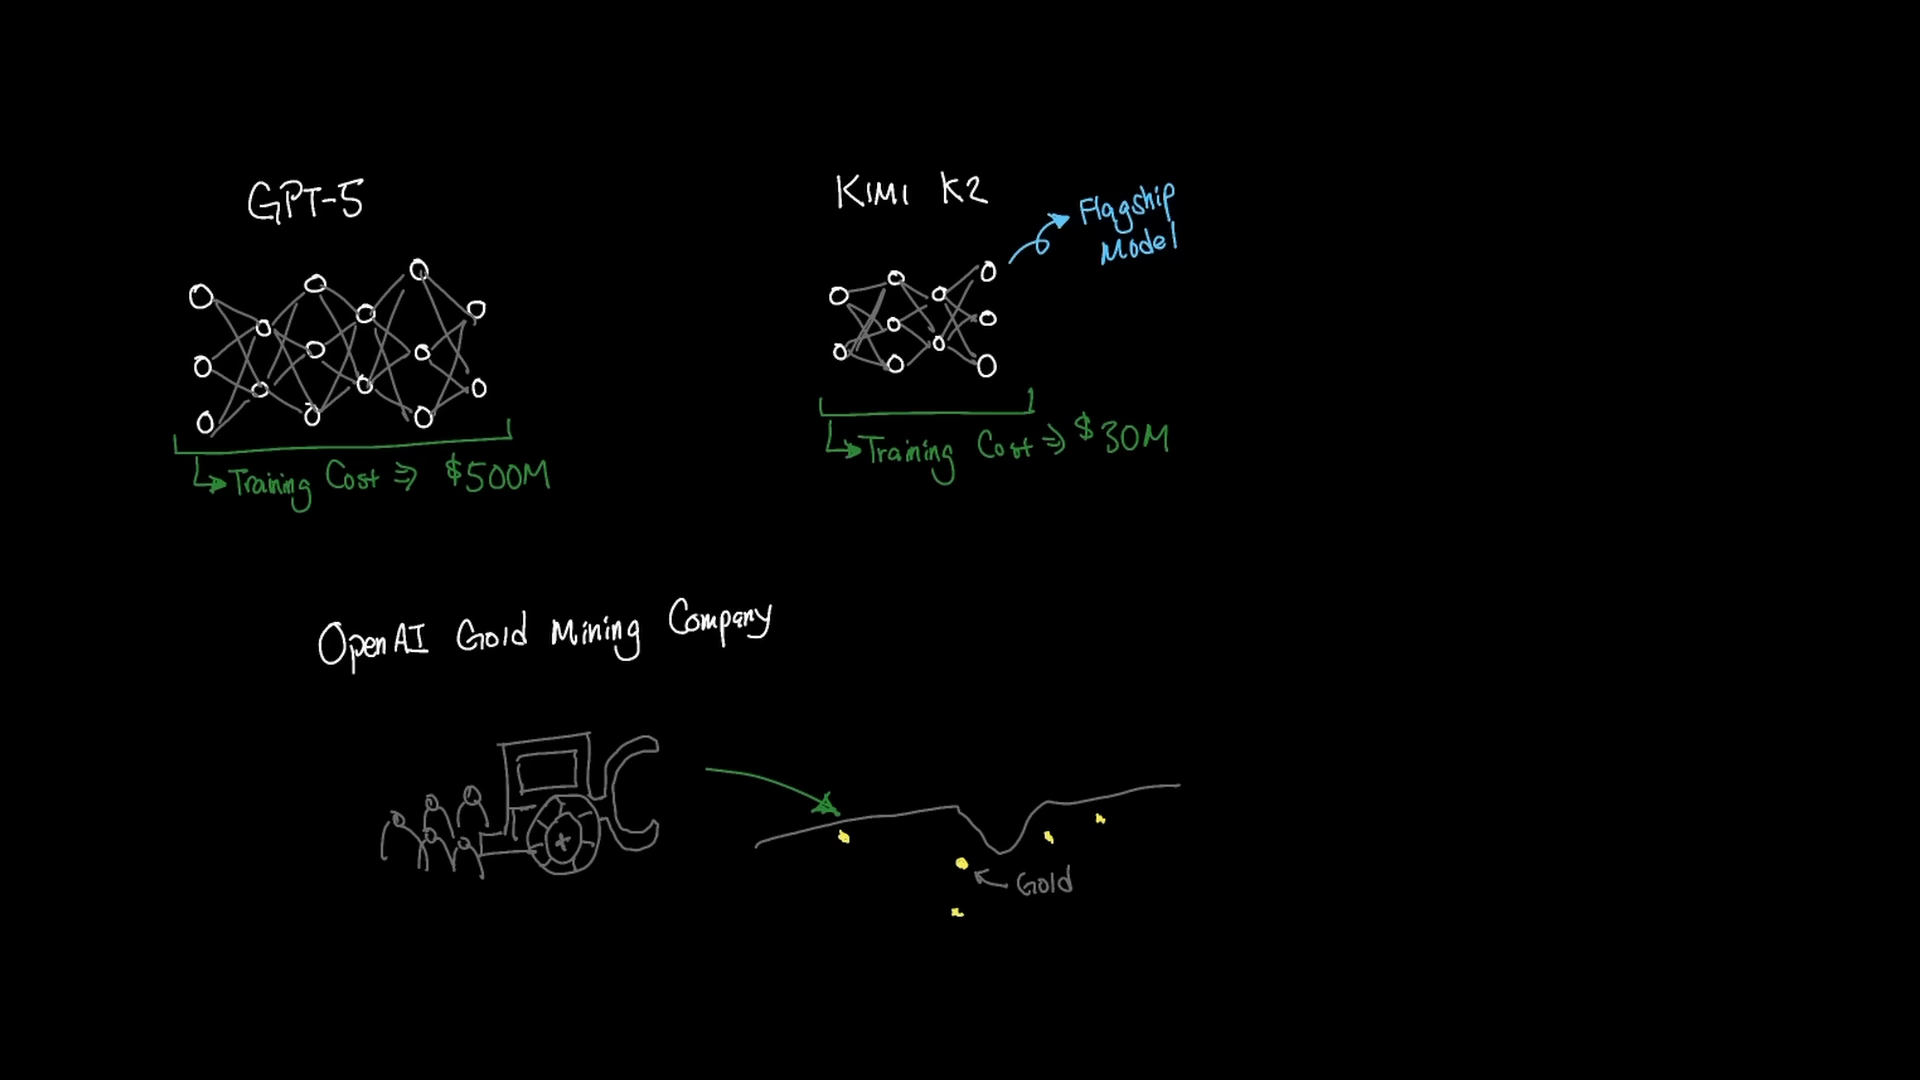 GPT-5
KIMI K2
Flagship
Model
Training Cost ⇒ $500M
Training Cost ⇒ $30M
OpenAI Gold Mining Company
Gold